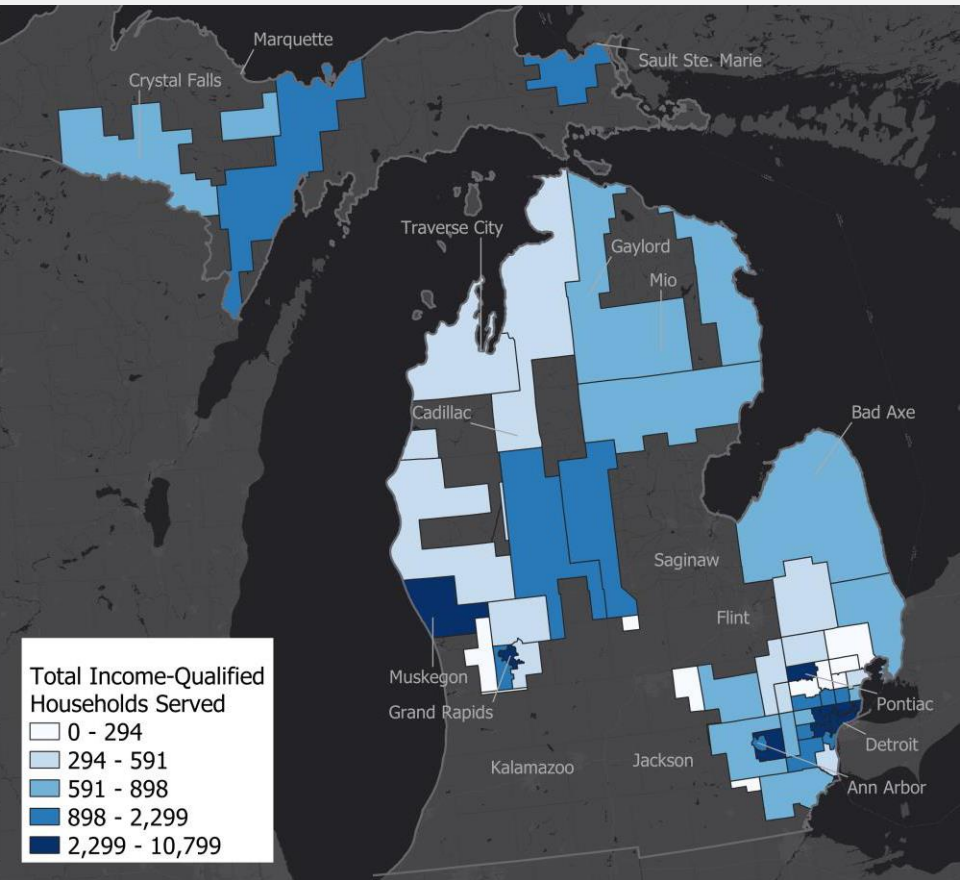 Marquette
Sault Ste. Marie
Crystal Falls
Traverse City
Gaylord
Mio
Cadillac
Bad Axe
Saginaw
Flint
Muskegon
Grand Rapids
Pontiac
Detroit
Kalamazoo
Jackson
Ann Arbor
Total Income-Qualified
Households Served
0 - 294
294 - 591
591 - 898
898 - 2,299
2,299 - 10,799